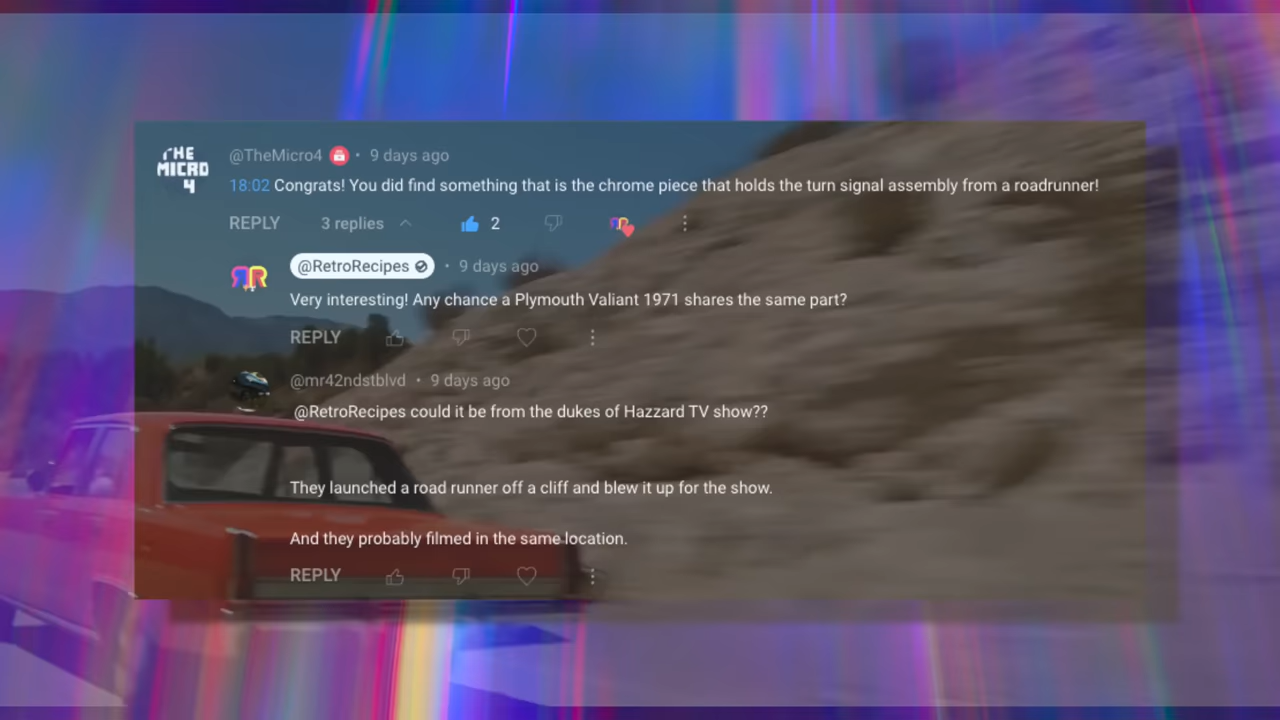 THE
MICRO
4
@TheMicro4 • 9 days ago
18:02 Congrats! You did find something that is the chrome piece that holds the turn signal assembly from a roadrunner!
REPLY 3 replies 2
RR
@RetroRecipes • 9 days ago
Very interesting! Any chance a Plymouth Valiant 1971 shares the same part?
REPLY
@mr42ndstblvd • 9 days ago
@RetroRecipes could it be from the dukes of Hazzard TV show??
They launched a road runner off a cliff and blew it up for the show.
And they probably filmed in the same location.
REPLY